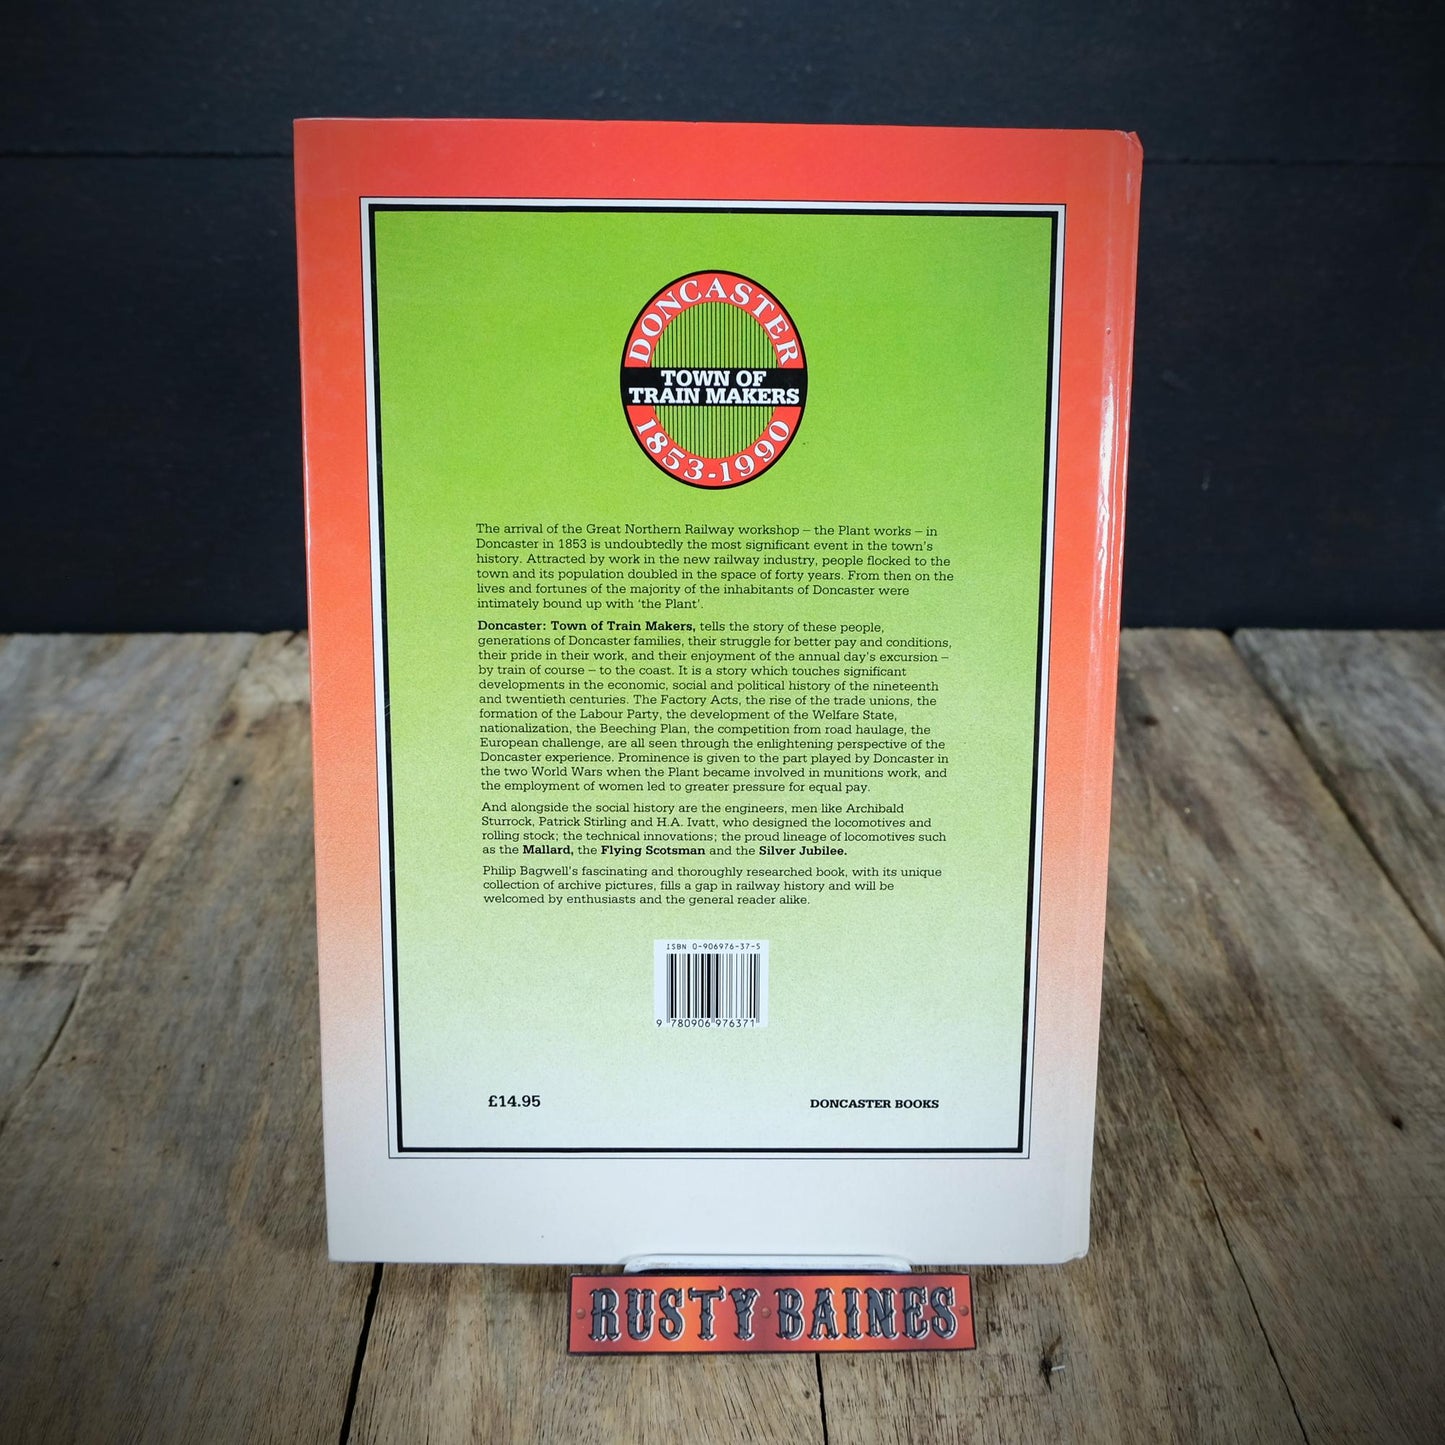 DONCASTER
TOWN OF
TRAIN MAKERS
1853-1990
The arrival of the Great Northern Railway workshop – the Plant works – in
Doncaster in 1853 is undoubtedly the most significant event in the town's
history. Attracted by work in the new railway industry, people flocked to the
town and its population doubled in the space of forty years. From then on the
lives and fortunes of the majority of the inhabitants of Doncaster were
intimately bound up with 'the Plant'.
Doncaster: Town of Train Makers, tells the story of these people,
generations of Doncaster families, their struggle for better pay and conditions,
their pride in their work, and their enjoyment of the annual day's excursion –
by train of course – to the coast. It is a story which touches significant
developments in the economic, social and political history of the nineteenth
and twentieth centuries. The Factory Acts, the rise of the trade unions, the
formation of the Labour Party, the development of the Welfare State,
nationalization, the Beeching Plan, the competition from road haulage, the
European challenge, are all seen through the enlightening perspective of the
Doncaster experience. Prominence is given to the part played by Doncaster in
the two World Wars when the Plant became involved in munitions work, and
the employment of women led to greater pressure for equal pay.
And alongside the social history are the engineers, men like Archibald
Sturrock, Patrick Stirling and H.A. Ivatt, who designed the locomotives and
rolling stock; the technical innovations; the proud lineage of locomotives such
as the Mallard, the Flying Scotsman and the Silver Jubilee.
Philip Bagwell's fascinating and thoroughly researched book, with its unique
collection of archive pictures, fills a gap in railway history and will be
welcomed by enthusiasts and the general reader alike.
ISBN 0-906976-37-5
9 780906 976371
£14.95
DONCASTER BOOKS
RUSTY BAINES